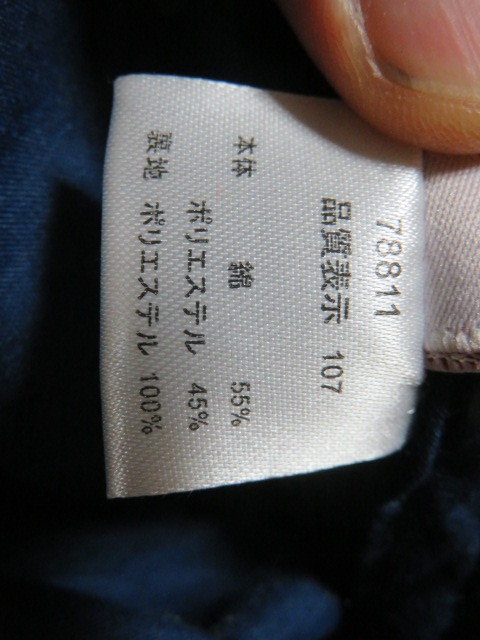 78811
品質表示 107
本体 綿 55%
ポリエステル 45%
基地 ポリエステル 100%